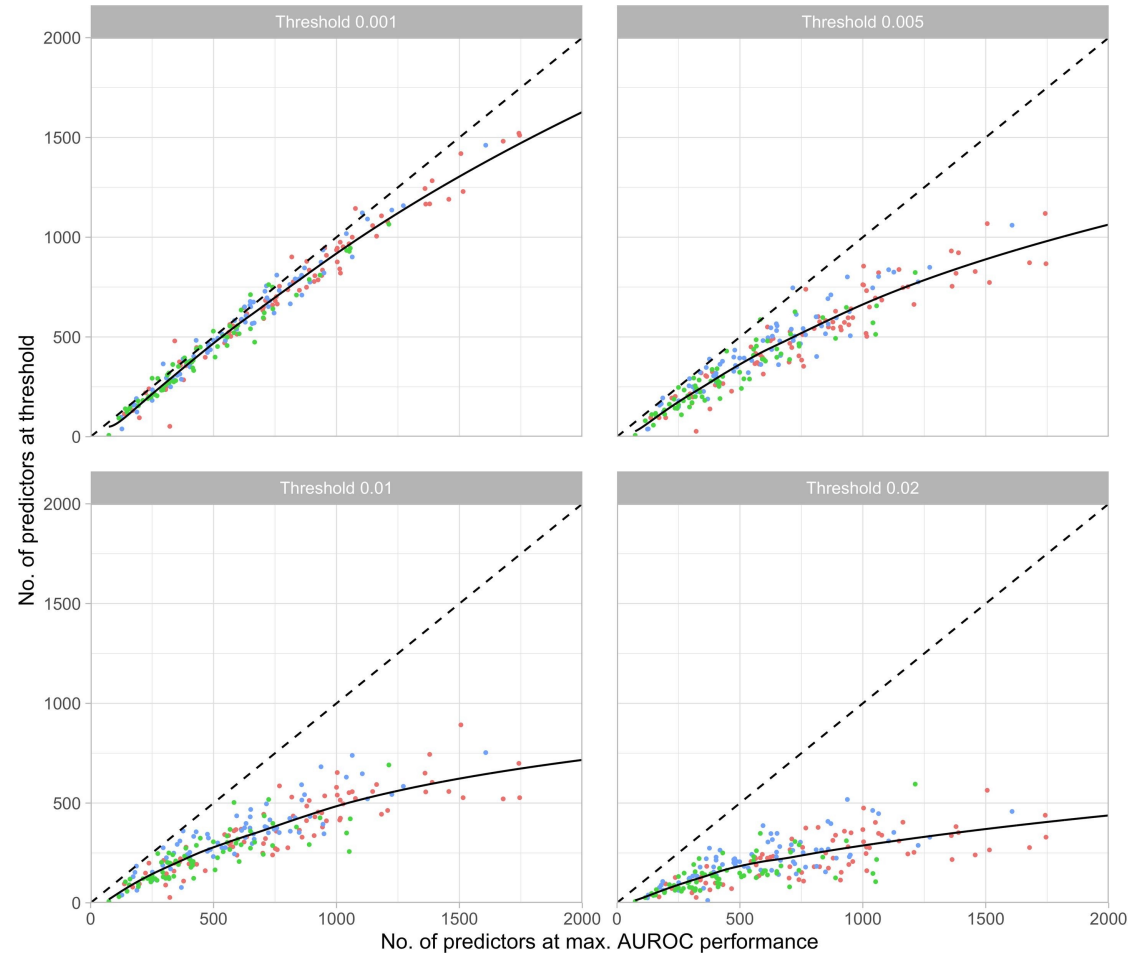 Threshold 0.001
Threshold 0.005
2000
1500
1000
500
0
Threshold 0.01
Threshold 0.02
2000
1500
1000
500
0
0 500 1000 1500 2000
0 500 1000 1500 2000
No. of predictors at threshold
No. of predictors at max. AUROC performance